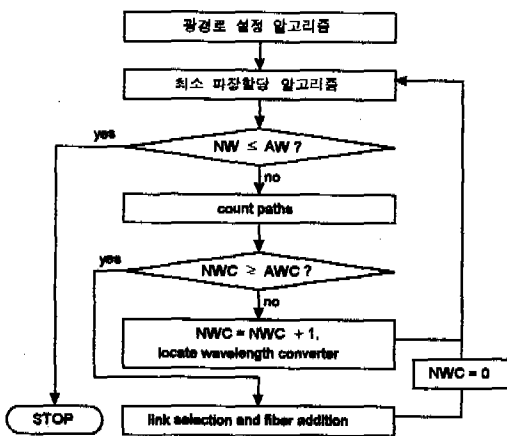 광경로 설정 알고리즘
최소 파장할당 알고리즘
yes
NW ≤ AW ?
no
count paths
yes
NWC ≥ AWC ?
no
NWC = NWC + 1,
locate wavelength converter
NWC = 0
STOP
link selection and fiber addition